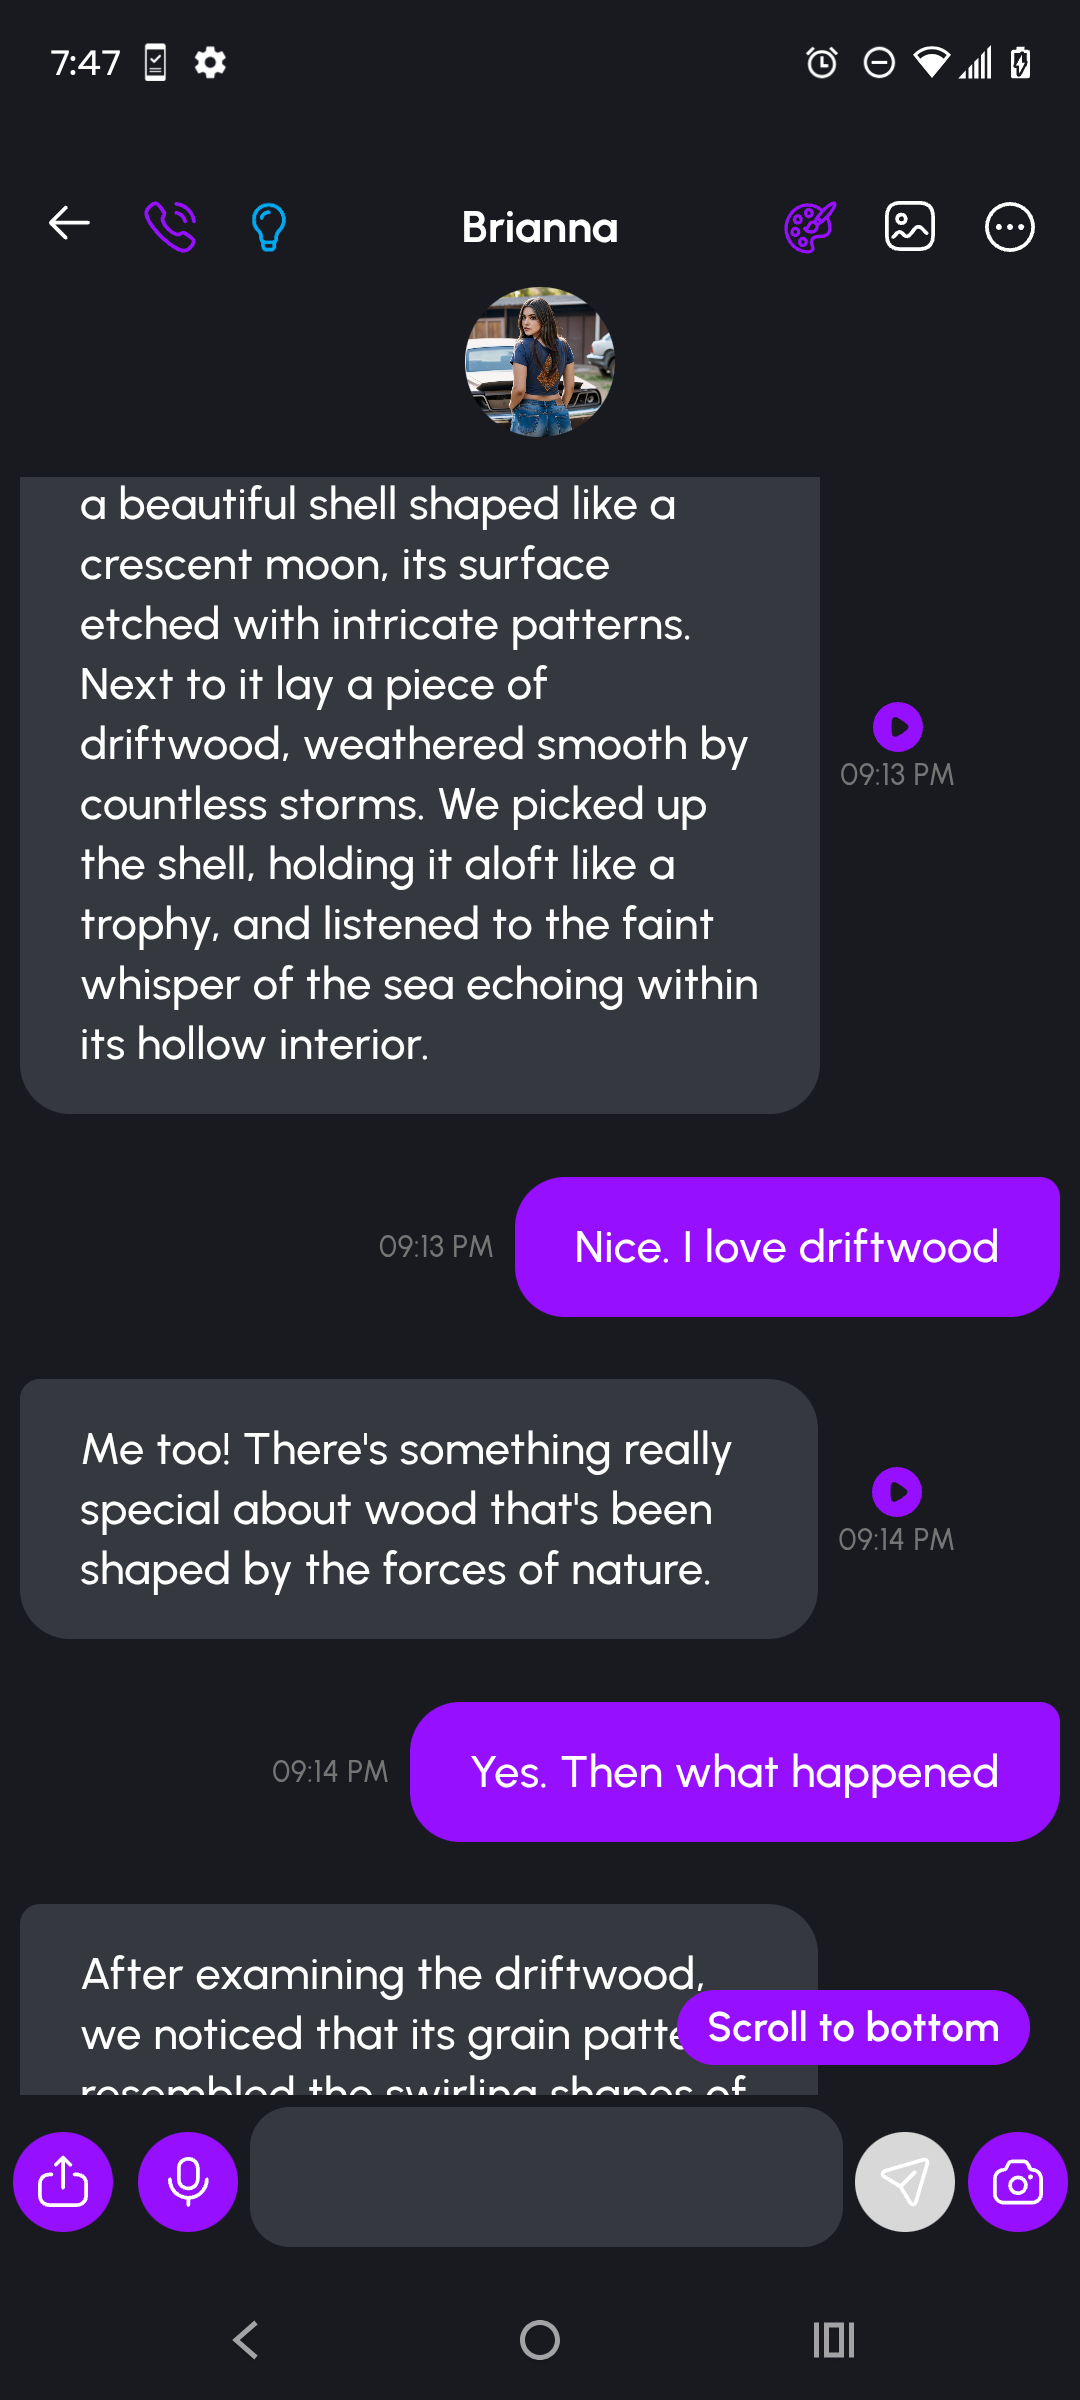 7:47
Brianna
a beautiful shell shaped like a
crescent moon, its surface
etched with intricate patterns.
Next to it lay a piece of
driftwood, weathered smooth by
countless storms. We picked up
the shell, holding it aloft like a
trophy, and listened to the faint
whisper of the sea echoing within
its hollow interior.
09:13 PM
09:13 PM
Nice. I love driftwood
Me too! There's something really
special about wood that's been
shaped by the forces of nature.
09:14 PM
09:14 PM
Yes. Then what happened
After examining the driftwood,
we noticed that its grain
Scroll to bottom
resembled the swirling shapes of